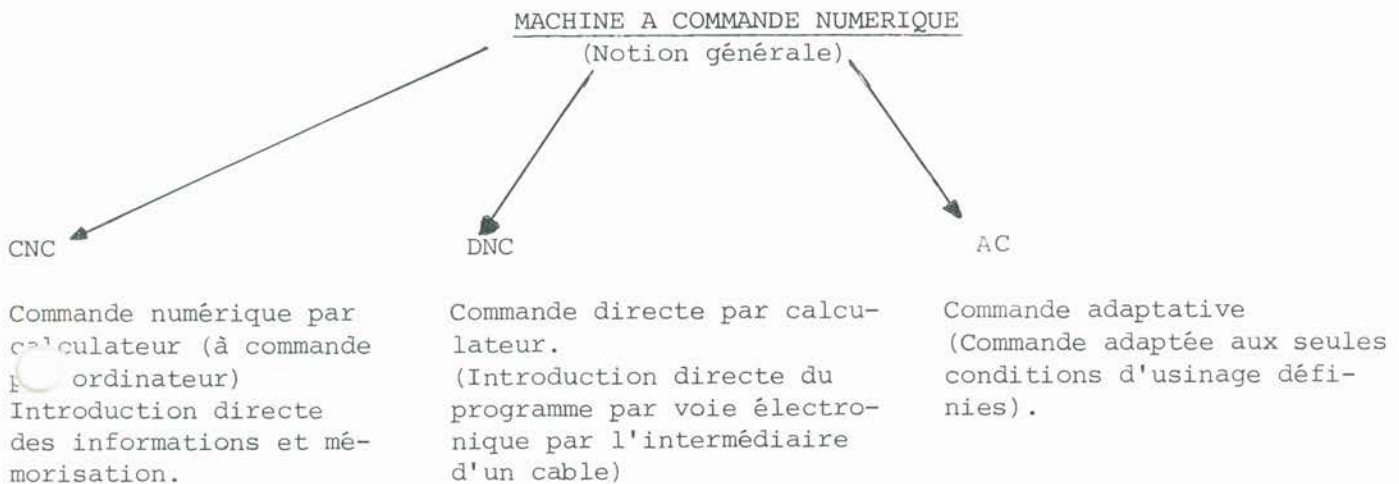 MACHINE A COMMANDE NUMERIQUE
(Notion générale)
CNC
DNC
AC
Commande numérique par
calculateur (à commande
ordinateur)
Introduction directe
des informations et mé-
morisation.
Commande directe par calcu-
lateur.
(Introduction directe du
programme par voie électro-
nique par l'intermédiaire
d'un cable)
Commande adaptative
(Commande adaptée aux seules
conditions d'usinage défi-
nies).